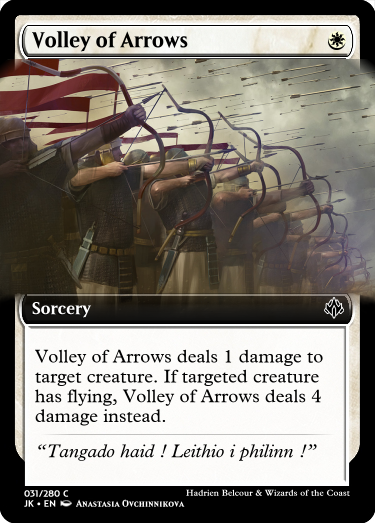 Volley of Arrows
Sorcery
Volley of Arrows deals 1 damage to
target creature. If targeted creature
has flying, Volley of Arrows deals 4
damage instead.
“Tangado haid ! Leithio i philinn !”
031/280 C
JK • EN Anastasia Ovchinnikova
Hadrien Belcour & Wizards of the Coast